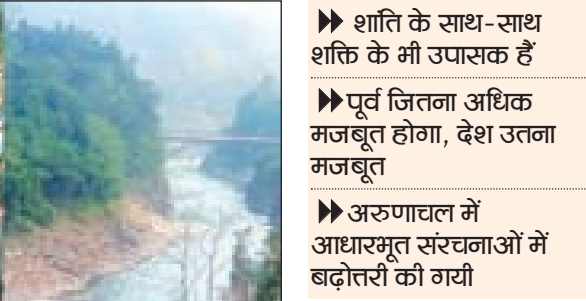 ▶▶ शांति के साथ-साथ
शक्ति के भी उपासक हैं
▶▶ पूर्व जितना अधिक
मजबूत होगा, देश उतना
मजबूत
▶▶ अरुणाचल में
आधारभूत संरचनाओं में
बढ़ोत्तरी की गयी